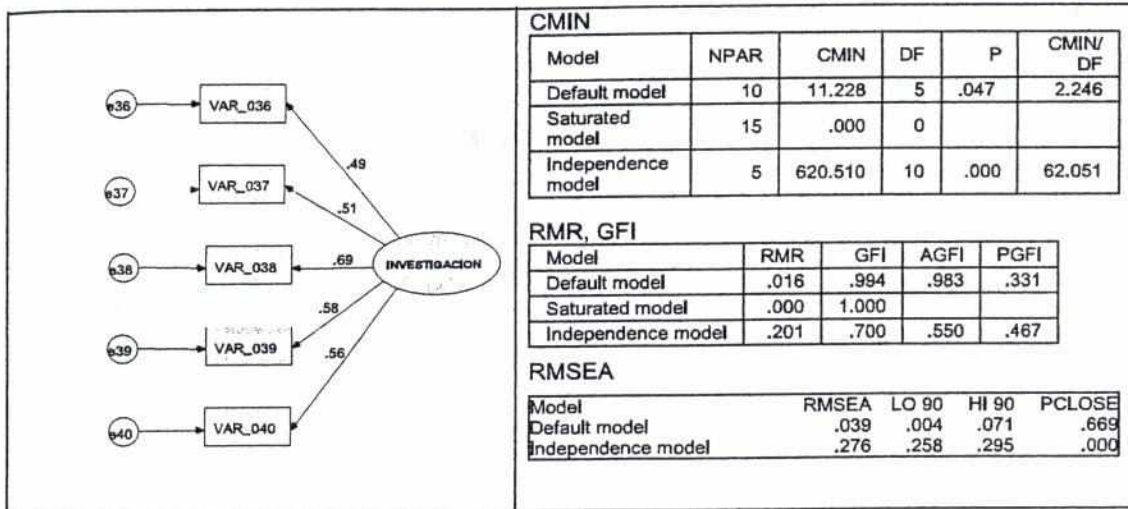 e36
VAR_036
.49
e37
VAR_037
.51
e38
VAR_038
.69
INVESTIGACION
.58
e39
VAR_039
.56
e40
VAR_040
CMIN
Model NPAR CMIN DF P CMIN/
DF
Default model 10 11.228 5 .047 2.246
Saturated
model 15 .000 0
Independence
model 5 620.510 10 .000 62.051
RMR, GFI
Model RMR GFI AGFI PGFI
Default model .016 .994 .983 .331
Saturated model .000 1.000
Independence model .201 .700 .550 .467
RMSEA
Model RMSEA LO 90 HI 90 PCLOSE
Default model .039 .004 .071 .669
Independence model .276 .258 .295 .000